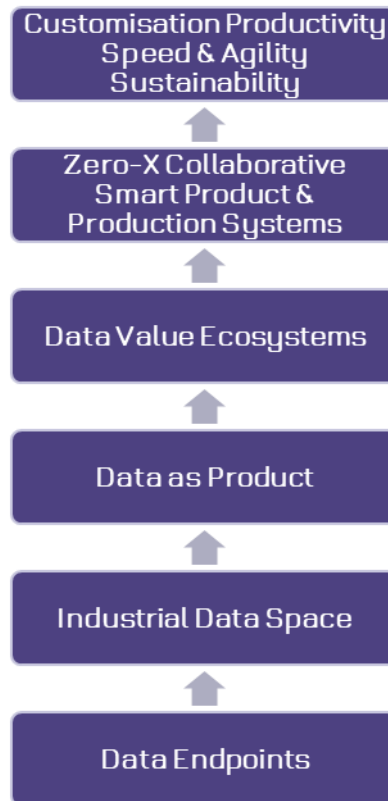 Customisation Productivity
Speed & Agility
Sustainability
Zero-X Collaborative
Smart Product &
Production Systems
Data Value Ecosystems
Data as Product
Industrial Data Space
Data Endpoints